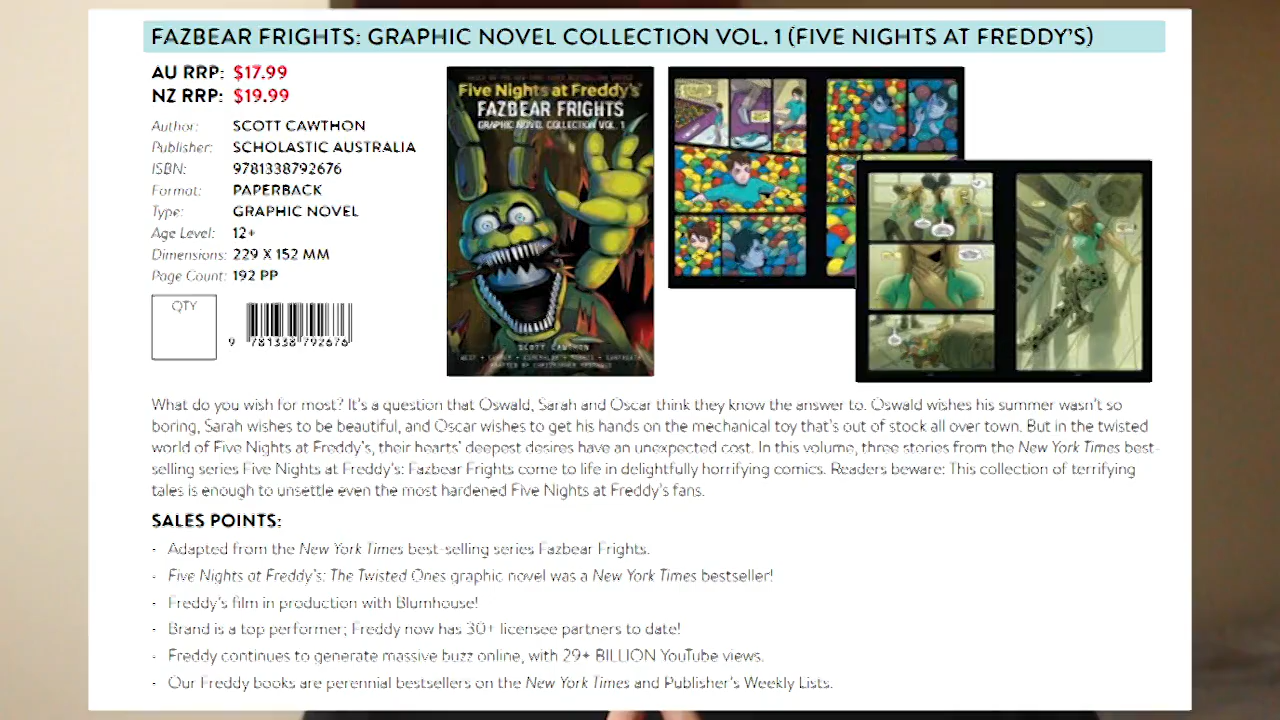 FAZBEAR FRIGHTS: GRAPHIC NOVEL COLLECTION VOL. 1 (FIVE NIGHTS AT FREDDY'S)
AU RRP: $17.99
NZ RRP: $19.99
Author: SCOTT CAWTHON
Publisher: SCHOLASTIC AUSTRALIA
ISBN: 9781338792676
Format: PAPERBACK
Type: GRAPHIC NOVEL
Age Level: 12+
Dimensions: 229 X 152 MM
Page Count: 192 PP
QTY
9 781338 792676
Five Nights at Freddy's
FAZBEAR FRIGHTS
GRAPHIC NOVEL COLLECTION VOL. 1
SCOTT CAWTHON
What do you wish for most? It's a question that Oswald, Sarah and Oscar think they know the answer to. Oswald wishes his summer wasn't so
boring, Sarah wishes to be beautiful, and Oscar wishes to get his hands on the mechanical toy that's out of stock all over town. But in the twisted
world of Five Nights at Freddy's, their hearts' deepest desires have an unexpected cost. In this volume, three stories from the New York Times best-
selling series Five Nights at Freddy's: Fazbear Frights come to life in delightfully horrifying comics. Readers beware: This collection of terrifying
tales is enough to unsettle even the most hardened Five Nights at Freddy's fans.
SALES POINTS:
- Adapted from the New York Times best-selling series Fazbear Frights.
- Five Nights at Freddy's: The Twisted Ones graphic novel was a New York Times bestseller!
- Freddy's film in production with Blumhouse!
- Brand is a top performer; Freddy now has 30+ licensee partners to date!
- Freddy continues to generate massive buzz online, with 29+ BILLION YouTube views.
- Our Freddy books are perennial bestsellers on the New York Times and Publisher's Weekly Lists.